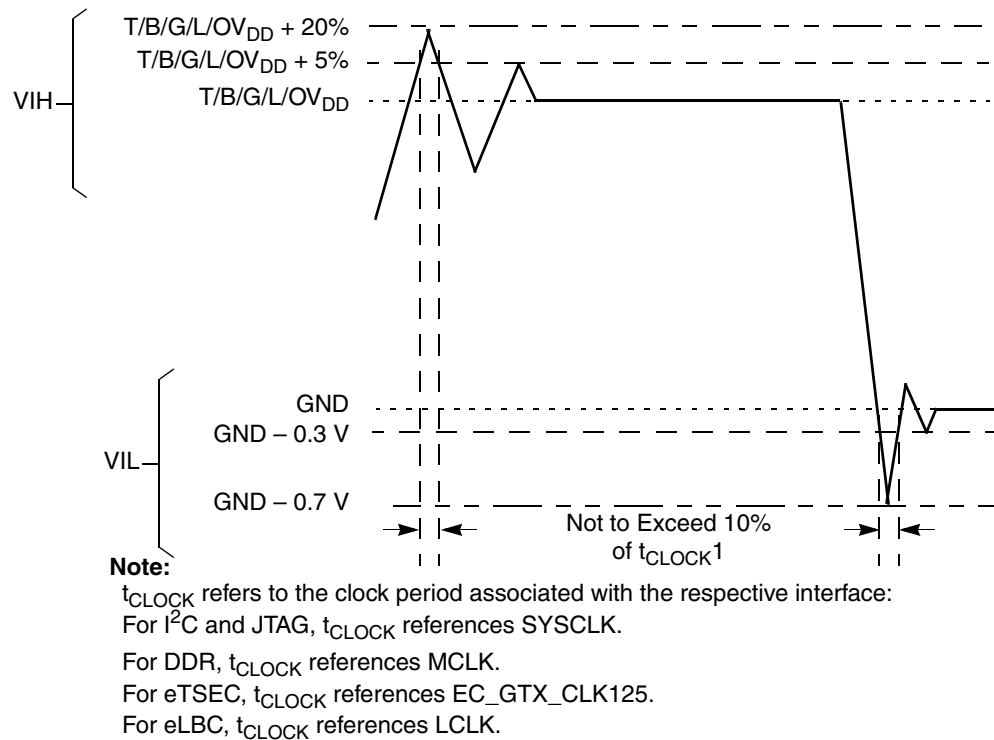 T/B/G/L/OVDD + 20%
T/B/G/L/OVDD + 5%
VIH
T/B/G/L/OVDD
GND
GND – 0.3 V
VIL
GND – 0.7 V
Not to Exceed 10%
of tCLOCK1
Note:
tCLOCK refers to the clock period associated with the respective interface:
For I2C and JTAG, tCLOCK references SYSCLK.
For DDR, tCLOCK references MCLK.
For eTSEC, tCLOCK references EC_GTX_CLK125.
For eLBC, tCLOCK references LCLK.